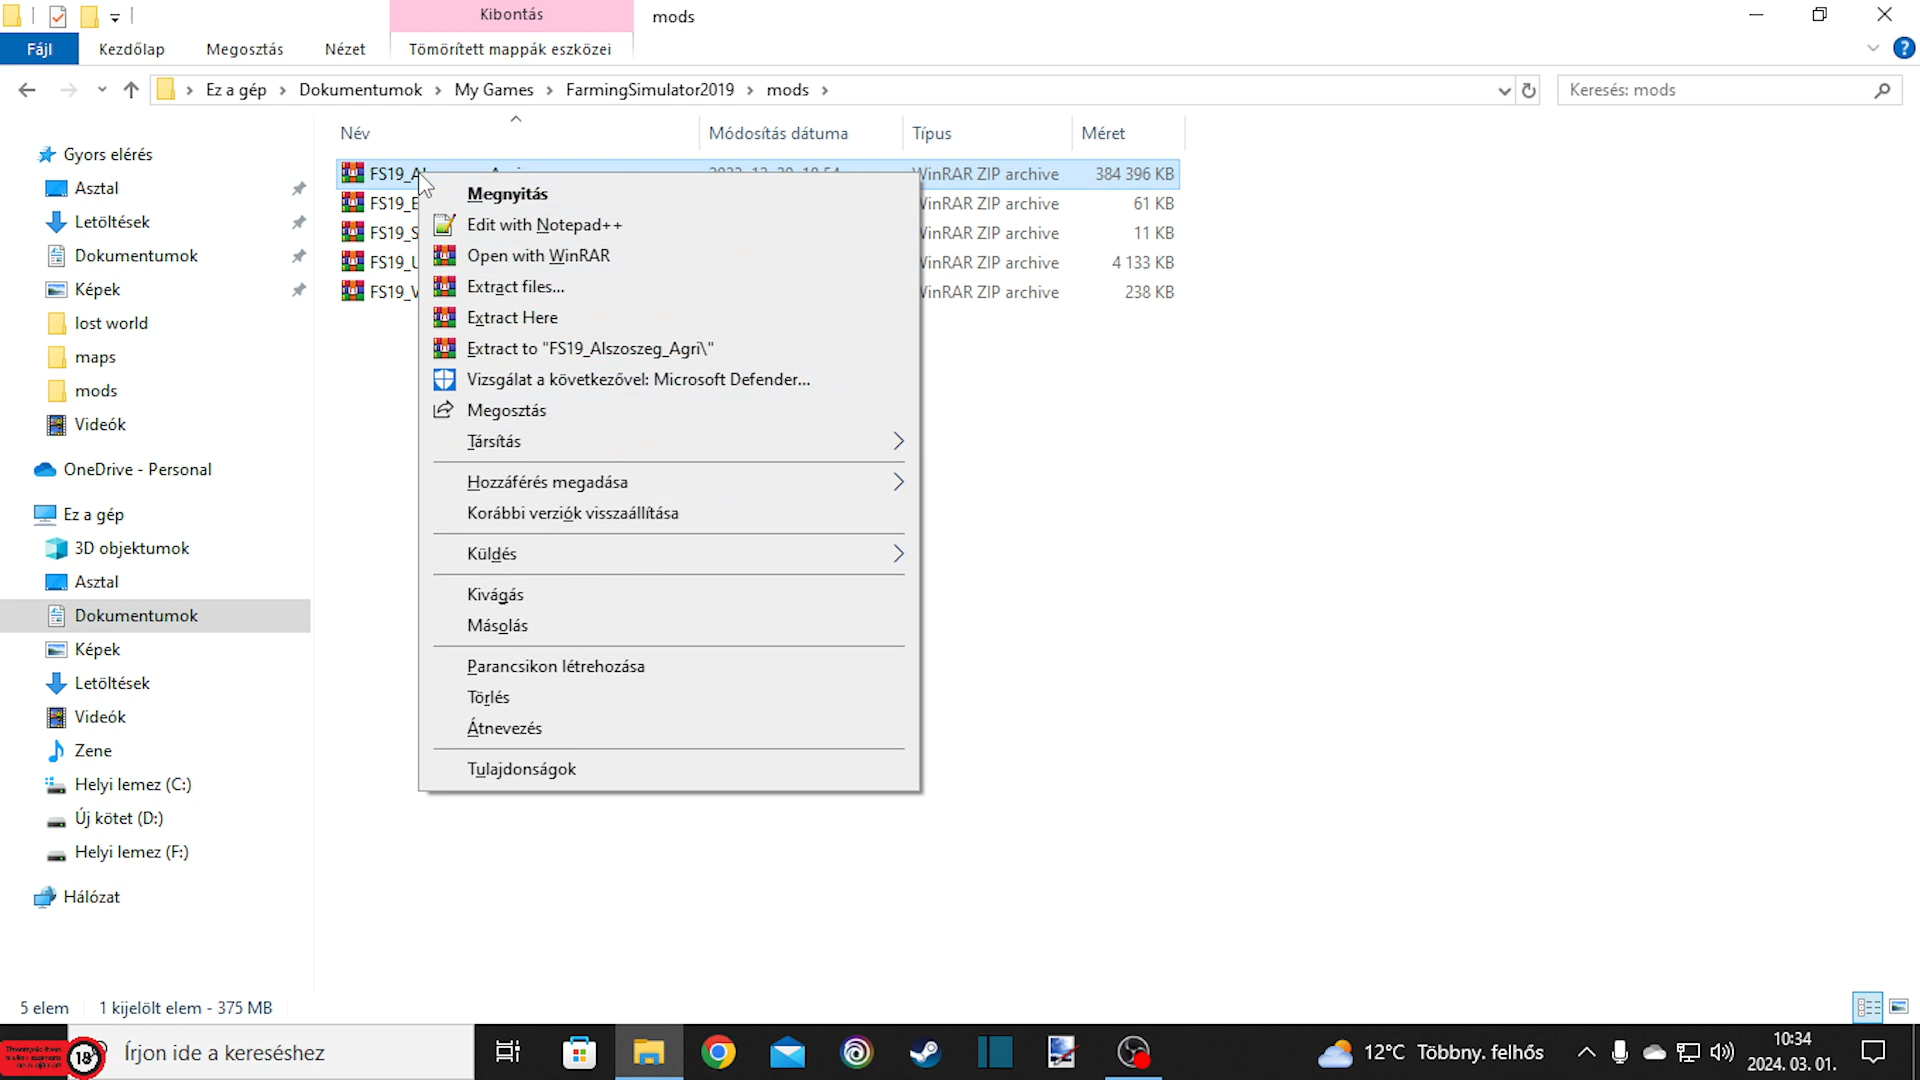 Kibontás
mods
Fájl
Kezdőlap
Megosztás
Nézet
Tömörített mappák eszközei
Ez a gép
Dokumentumok
My Games
FarmingSimulator2019
mods
Keresés: mods
Név
Módosítás dátuma
Típus
Méret
Gyors elérés
Asztal
Letöltések
Dokumentumok
Képek
lost world
maps
mods
Videók
OneDrive - Personal
Ez a gép
3D objektumok
Asztal
Dokumentumok
Képek
Letöltések
Videók
Zene
Helyi lemez (C:)
Új kötet (D:)
Helyi lemez (F:)
Hálózat
WinRAR ZIP archive 384 396 KB
WinRAR ZIP archive 61 KB
WinRAR ZIP archive 11 KB
WinRAR ZIP archive 4 133 KB
WinRAR ZIP archive 238 KB
Megnyitás
Edit with Notepad++
Open with WinRAR
Extract files...
Extract Here
Extract to "FS19_Alszoszeg_Agri\"
Vizsgálat a következővel: Microsoft Defender...
Megosztás
Társítás
Hozzáférés megadása
Korábbi verziók visszaállítása
Küldés
Kivágás
Másolás
Parancsikon létrehozása
Törlés
Átnevezés
Tulajdonságok
5 elem
1 kijelölt elem - 375 MB
18
Írjon ide a kereséshez
12°C Többny. felhős
10:34
2024. 03. 01.